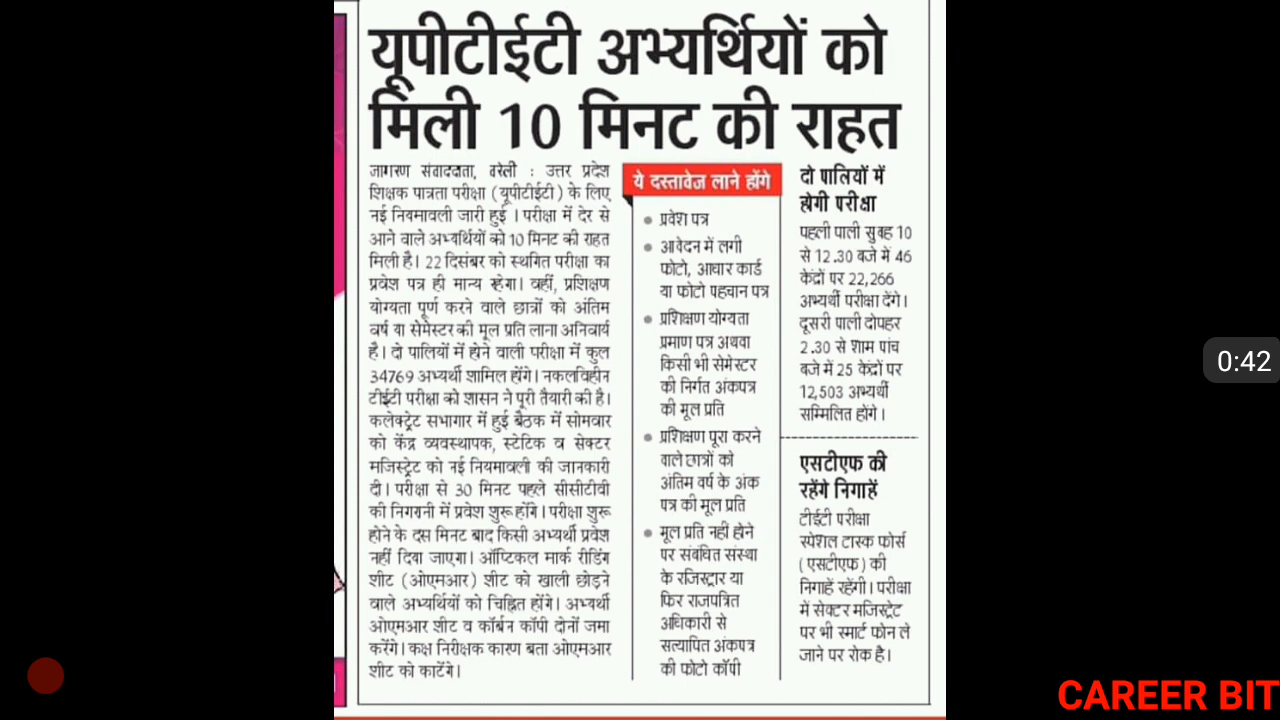 यूपीटीईटी अभ्यर्थियों को
मिली 10 मिनट की राहत
जागरण संवाददाता, बरेली : उत्तर प्रदेश
शिक्षक पात्रता परीक्षा (यूपीटीईटी) के लिए
नई नियमावली जारी हुई । परीक्षा में देर से
आने वाले अभ्यर्थियों को 10 मिनट की राहत
मिली है। 22 दिसंबर को स्थगित परीक्षा का
प्रवेश पत्र ही मान्य रहेगा। वहीं, प्रशिक्षण
योग्यता पूर्ण करने वाले छात्रों को अंतिम
वर्ष या सेमेस्टर की मूल प्रति लाना अनिवार्य
है। दो पालियों में होने वाली परीक्षा में कुल
34769 अभ्यर्थी शामिल होंगे। नकलविहीन
टीईटी परीक्षा को शासन ने पूरी तैयारी की है।
कलेक्ट्रेट सभागार में हुई बैठक में सोमवार
को केंद्र व्यवस्थापक, स्टेटिक व सेक्टर
मजिस्ट्रेट को नई नियमावली की जानकारी
दी। परीक्षा से 30 मिनट पहले सीसीटीवी
की निगरानी में प्रवेश शुरू होंगे। परीक्षा शुरू
होने के दस मिनट बाद किसी अभ्यर्थी प्रवेश
नहीं दिया जाएगा। ऑप्टिकल मार्क रीडिंग
शीट (ओएमआर) शीट को खाली छोड़ने
वाले अभ्यर्थियों को चिह्नित होंगे। अभ्यर्थी
ओएमआर शीट व कॉर्बन कॉपी दोनों जमा
करेंगे। कक्ष निरीक्षक कारण बता ओएमआर
शीट को काटेंगे।
ये दस्तावेज लाने होंगे
प्रवेश पत्र
आवेदन में लगी
फोटो, आधार कार्ड
या फोटो पहचान पत्र
प्रशिक्षण योग्यता
प्रमाण पत्र अथवा
किसी भी सेमेस्टर
की निर्गत अंकपत्र
की मूल प्रति
प्रशिक्षण पूरा करने
वाले छात्रों को
अंतिम वर्ष के अंक
पत्र की मूल प्रति
मूल प्रति नहीं होने
पर संबंधित संस्था
के रजिस्ट्रार या
फिर राजपत्रित
अधिकारी से
सत्यापित अंकपत्र
की फोटो कॉपी
दो पालियों में
होगी परीक्षा
पहली पाली सुबह 10
से 12.30 बजे में 46
केंद्रों पर 22,266
अभ्यर्थी परीक्षा देंगे।
दूसरी पाली दोपहर
2.30 से शाम पांच
बजे में 25 केंद्रों पर
12,503 अभ्यर्थी
सम्मिलित होंगे ।
एसटीएफ की
रहेंगे निगाहें
टीईटी परीक्षा
स्पेशल टास्क फोर्स
( एसटीएफ ) की
निगाहें रहेंगी। परीक्षा
में सेक्टर मजिस्ट्रेट
पर भी स्मार्ट फोन ले
जाने पर रोक है।
0:42
CAREER BIT